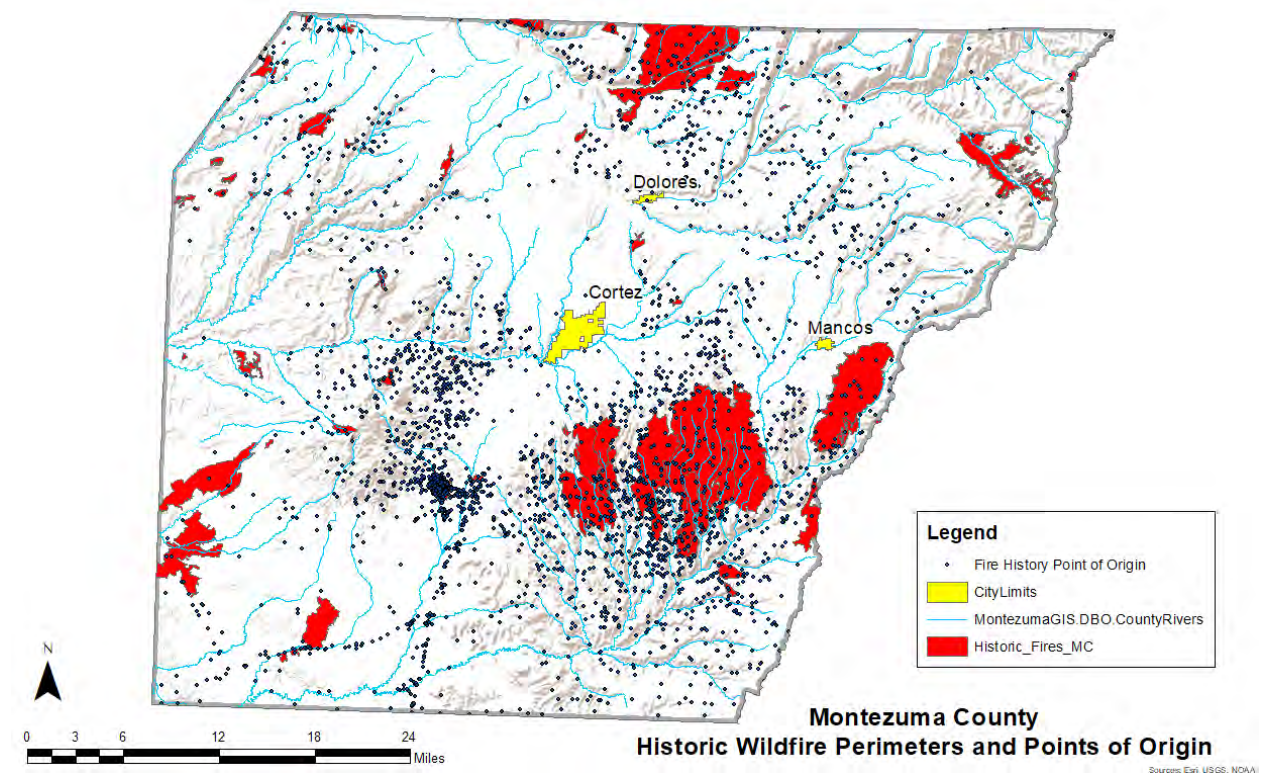 Dolores
Cortez
Mancos
Legend
Fire History Point of Origin
CityLimits
MontezumaGIS.DBO.CountyRivers
Historic_Fires_MC
N
0 3 6 12 18 24
Miles
Montezuma County
Historic Wildfire Perimeters and Points of Origin
Sources: Esri, USGS, NOAA